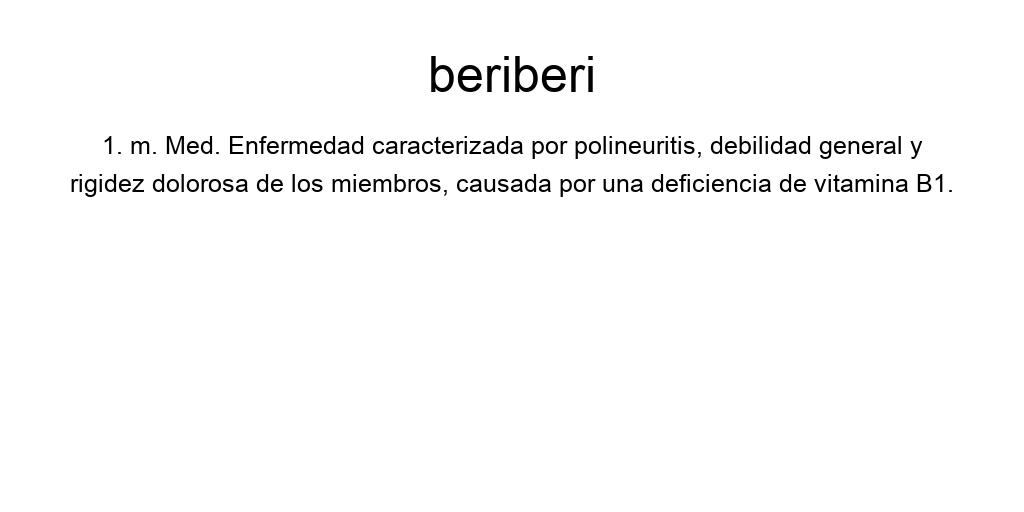 beriberi
1. m. Med. Enfermedad caracterizada por polineuritis, debilidad general y
rigidez dolorosa de los miembros, causada por una deficiencia de vitamina B1.